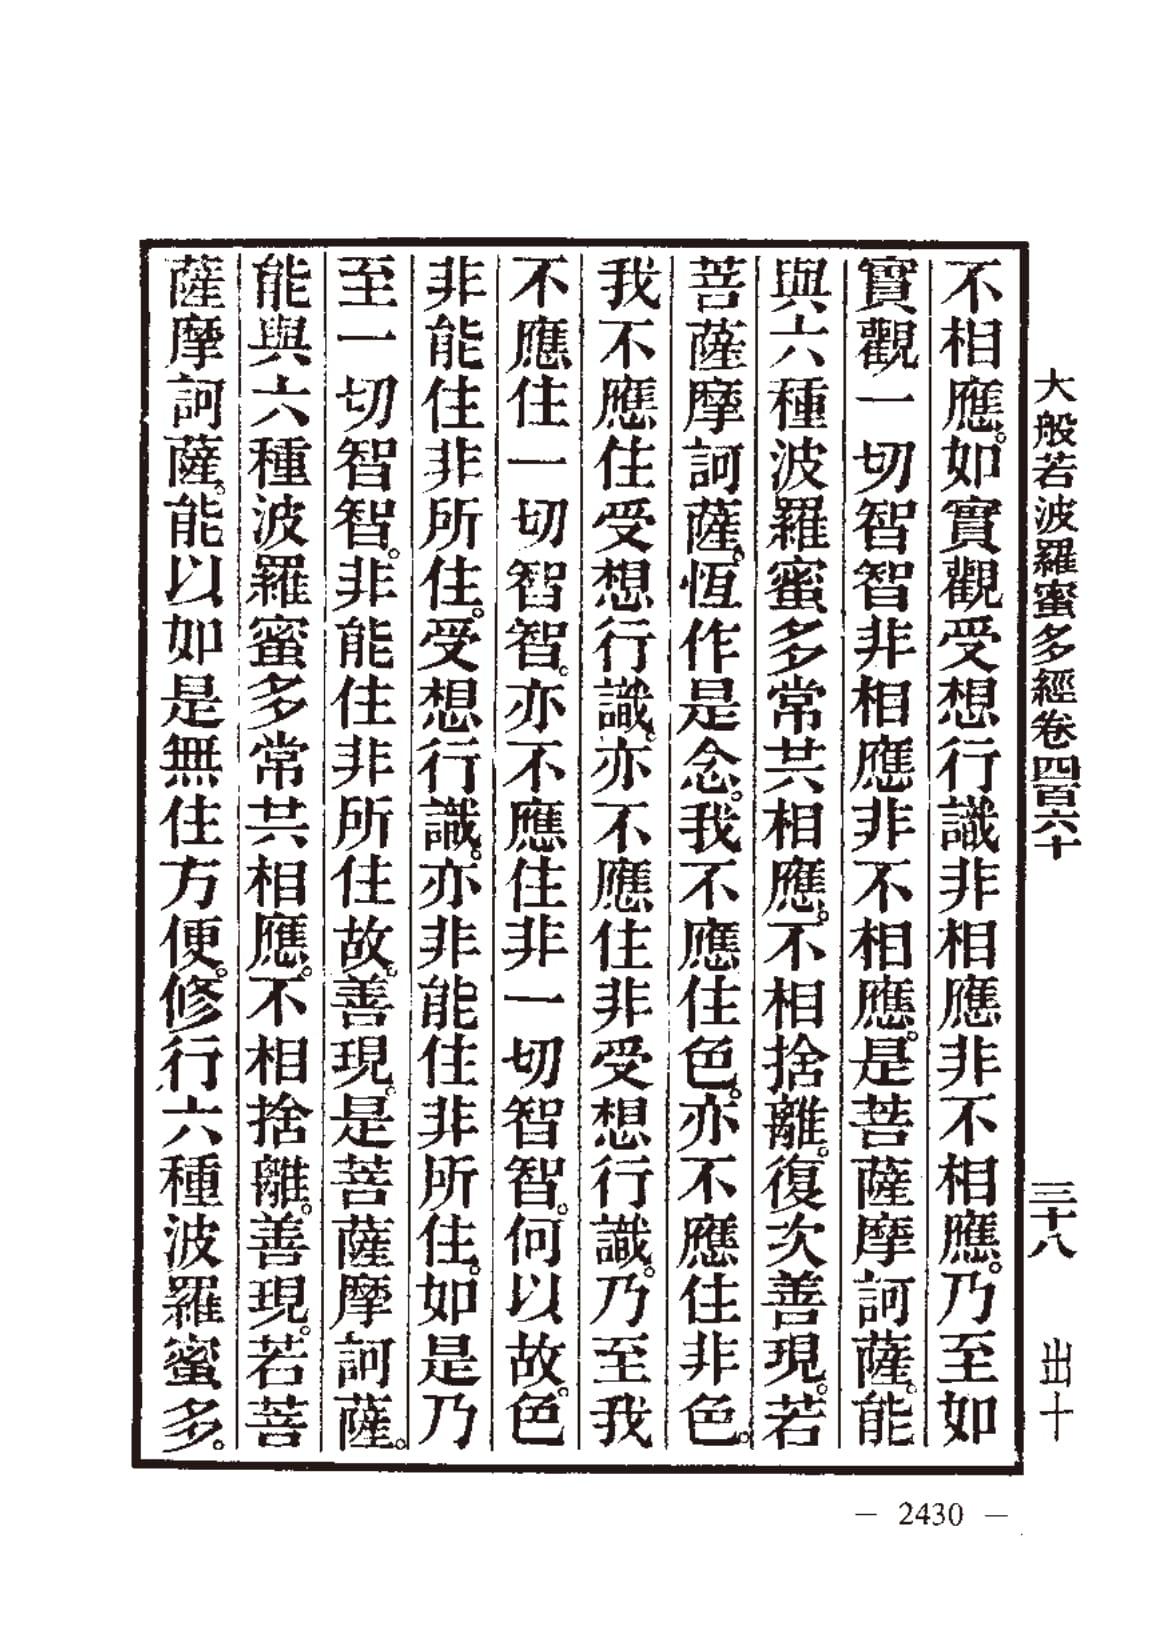 大般若波羅蜜多經卷四百六十　三十八　出十
不相應。如實觀受想行識非相應非不相應。乃至如
實觀一切智智非相應非不相應。是菩薩摩訶薩。能
與六種波羅蜜多常共相應。不相捨離。復次善現。若
菩薩摩訶薩。恆作是念。我不應住色。亦不應住非色。
我不應住受想行識。亦不應住非受想行識。乃至我
不應住一切智智。亦不應住非一切智智。何以故。色
非能住非所住。受想行識。亦非能住非所住。如是乃
至一切智智。非能住非所住故。善現。是菩薩摩訶薩。
能與六種波羅蜜多常共相應。不相捨離。善現。若菩
薩摩訶薩。能以如是無住方便。修行六種波羅蜜多。
— 2430 —